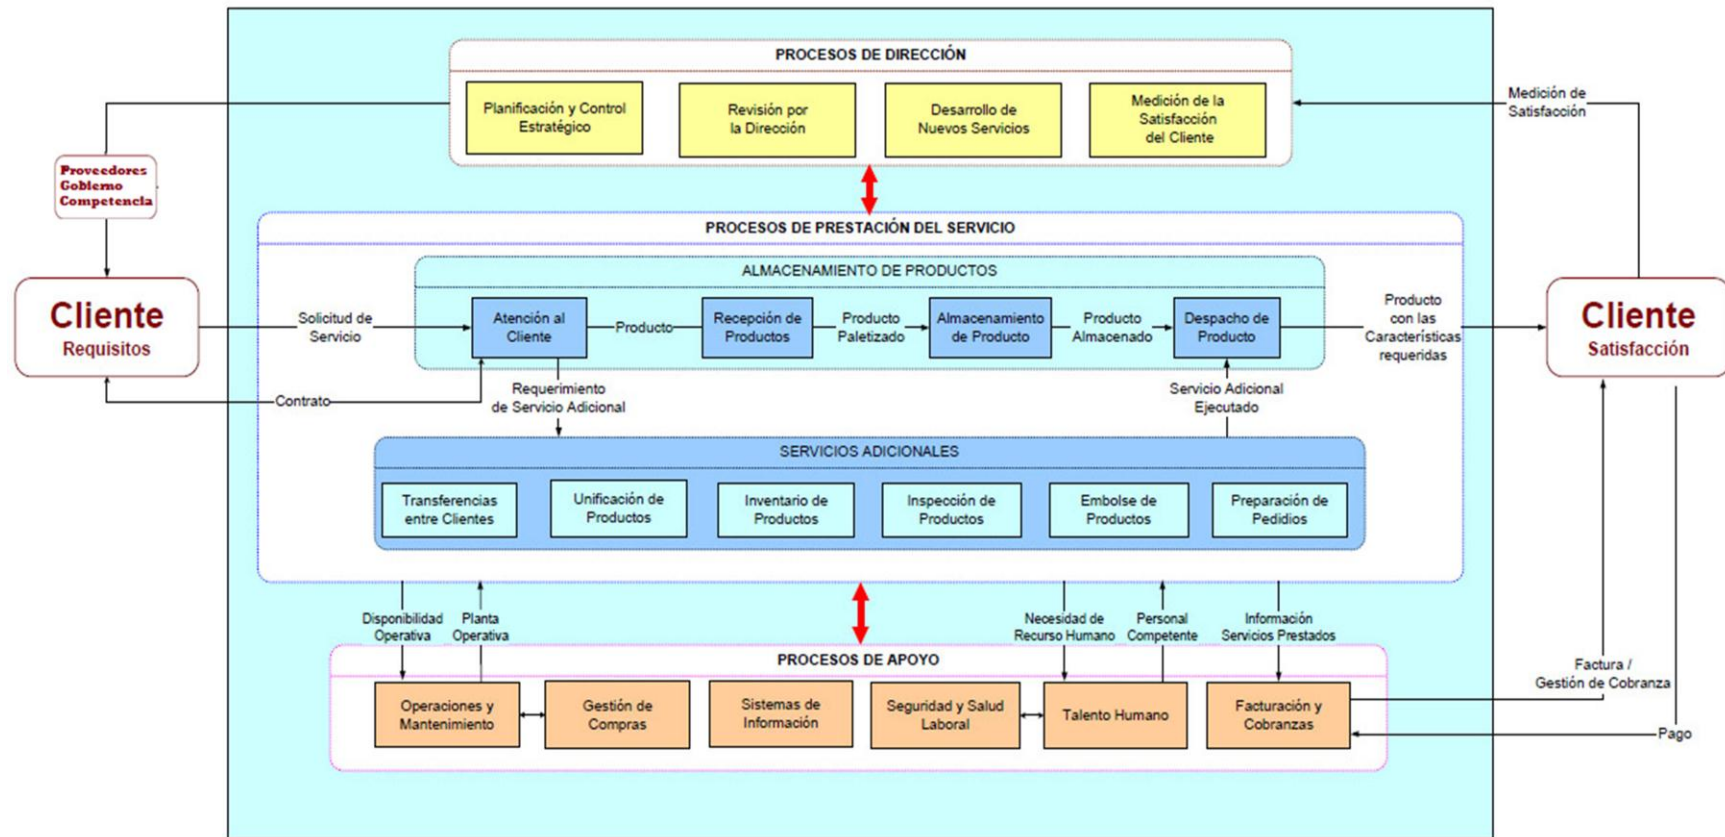 PROCESOS DE DIRECCIÓN
Planificación y Control
Estratégico
Revisión por
la Dirección
Desarrollo de
Nuevos Servicios
Medición de la
Satisfacción
del Cliente
Medición de
Satisfacción
Proveedores
Gobierno
Competencia
PROCESOS DE PRESTACIÓN DEL SERVICIO
ALMACENAMIENTO DE PRODUCTOS
Cliente
Requisitos
Solicitud de
Servicio
Atención al
Cliente
Producto
Recepción de
Productos
Producto
Paletizado
Almacenamiento
de Producto
Producto
Almacenado
Despacho de
Producto
Producto
con las
Características
requeridas
Cliente
Satisfacción
Contrato
Requerimiento
de Servicio Adicional
Servicio Adicional
Ejecutado
SERVICIOS ADICIONALES
Transferencias
entre Clientes
Unificación de
Productos
Inventario de
Productos
Inspección de
Productos
Embolse de
Productos
Preparación de
Pedidios
Disponibilidad
Operativa
Planta
Operativa
Necesidad de
Recurso Humano
Personal
Competente
Información
Servicios Prestados
PROCESOS DE APOYO
Operaciones y
Mantenimiento
Gestión de
Compras
Sistemas de
Información
Seguridad y Salud
Laboral
Talento Humano
Facturación y
Cobranzas
Factura /
Gestión de Cobranza
Pago